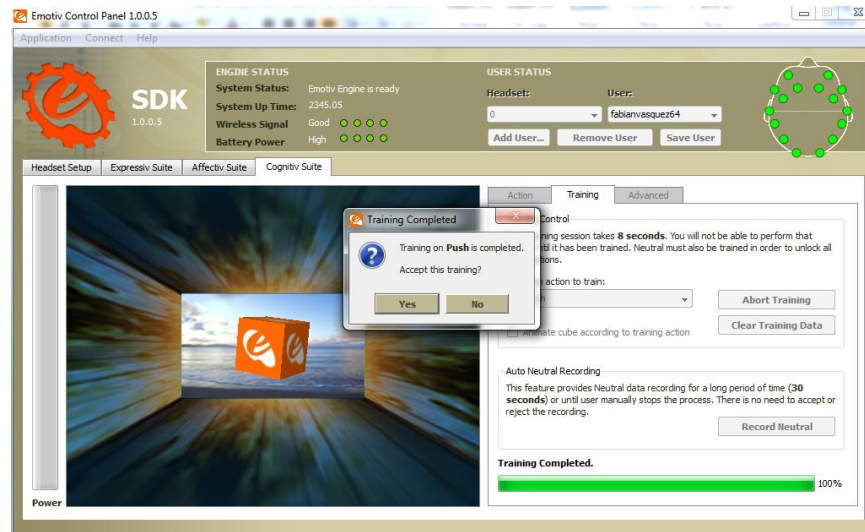 Emotiv Control Panel 1.0.0.5
Application Connect Help
SDK
1.0.0.5
ENGINE STATUS
System Status: Emotiv Engine is ready
System Up Time: 2345.05
Wireless Signal Good
Battery Power High
USER STATUS
Headset: User:
0 fabianvasquez64
Add User... Remove User Save User
Headset Setup Expressiv Suite Affectiv Suite Cognitiv Suite
Power
Training Completed
Training on Push is completed.
Accept this training?
Yes No
Action Training Advanced
Control
session takes 8 seconds. You will not be able to perform that
it has been trained. Neutral must also be trained in order to unlock all
action to train:
Abort Training
Animate cube according to training action
Clear Training Data
Auto Neutral Recording
This feature provides Neutral data recording for a long period of time (30
seconds) or until user manually stops the process. There is no need to accept or
reject the recording.
Record Neutral
Training Completed.
100%